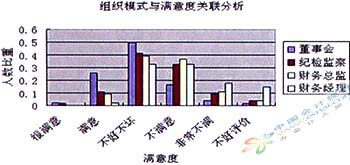 组织模式与满意度关联分析
人数比重
0.6
0.5
0.4
0.3
0.2
0.1
0
很满意
满意
不好不坏
不满意
非常不满
不好评价
满意度
董事会
纪检监察
财务总监
财务经理